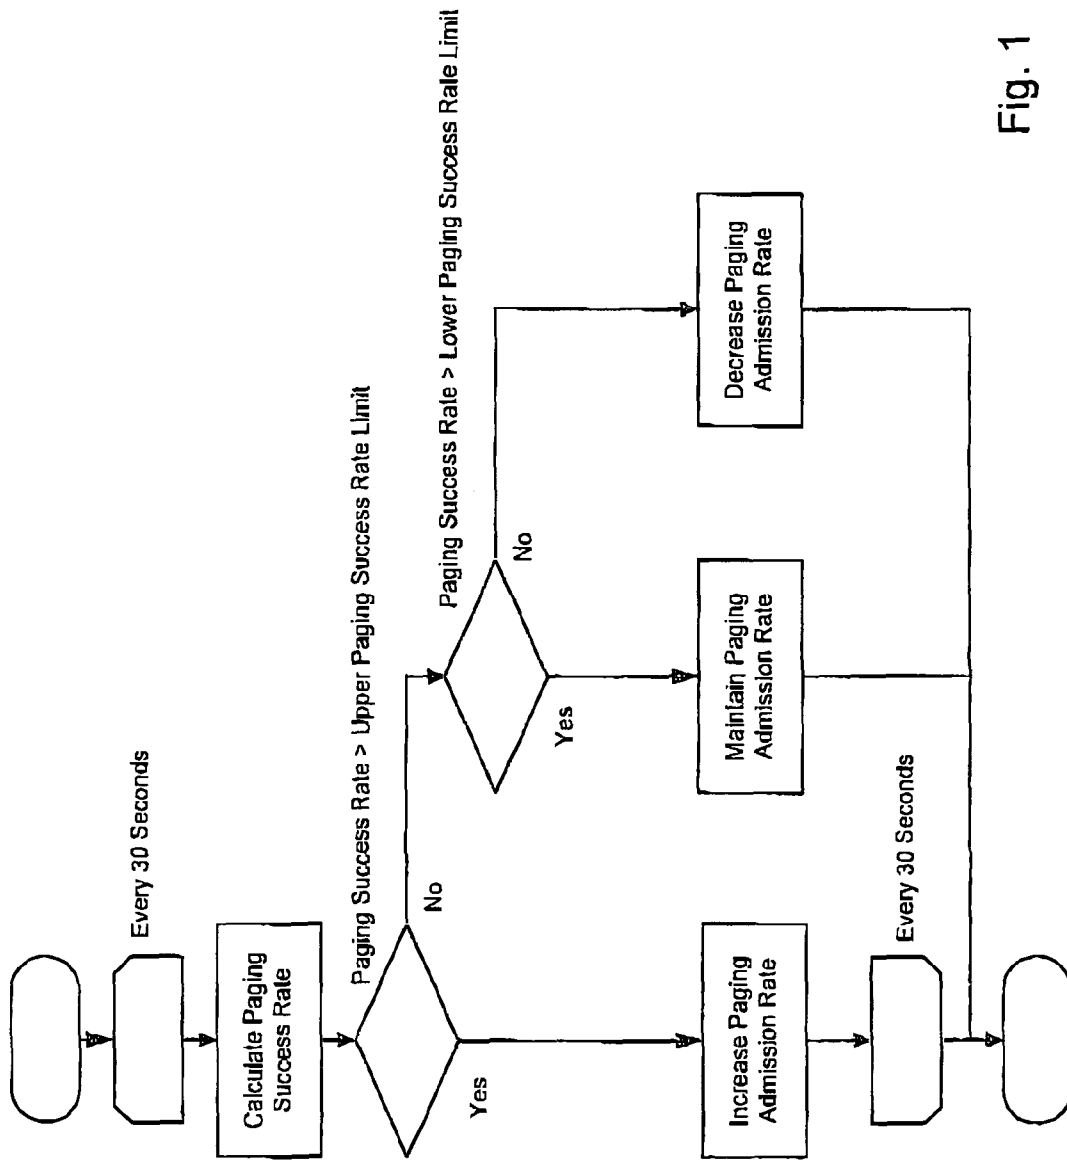 Every 30 Seconds
Calculate Paging
Success Rate
Paging Success Rate > Upper Paging Success Rate Limit
No
Yes
Paging Success Rate > Lower Paging Success Rate Limit
No
Yes
Increase Paging
Admission Rate
Maintain Paging
Admission Rate
Decrease Paging
Admission Rate
Every 30 Seconds
Fig. 1